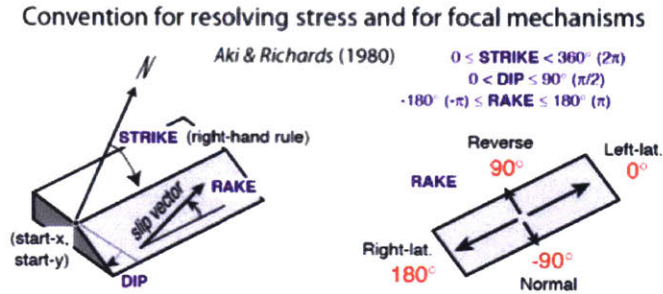 Convention for resolving stress and for focal mechanisms
Aki & Richards (1980)
0 ≤ STRIKE < 360° (2π)
0 < DIP ≤ 90° (π/2)
-180° (-π) ≤ RAKE ≤ 180° (π)
N
STRIKE (right-hand rule)
RAKE
slip vector
(start-x,
start-y)
DIP
Reverse
90°
Left-lat.
0°
RAKE
Right-lat.
180°
-90°
Normal